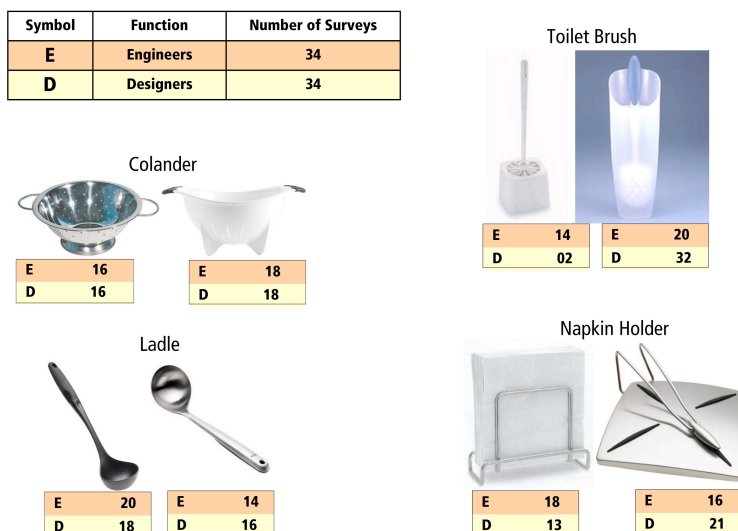 Symbol Function Number of Surveys
E Engineers 34
D Designers 34
Toilet Brush
E 14 E 20
D 02 D 32
Colander
E 16 E 18
D 16 D 18
Ladle
E 20 E 14
D 18 D 16
Napkin Holder
E 18 E 16
D 13 D 21